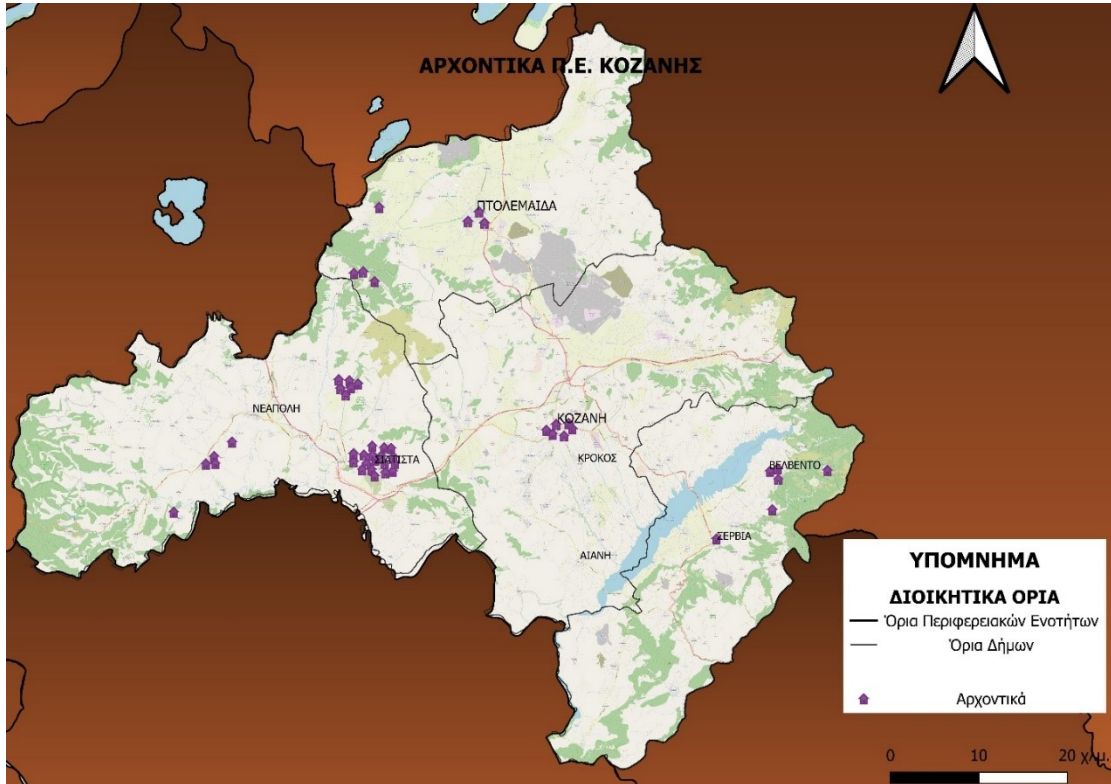 ΑΡΧΟΝΤΙΚΑ Π.Ε. ΚΟΖΑΝΗΣ
ΠΤΟΛΕΜΑΙΔΑ
ΝΕΑΠΟΛΗ
ΚΟΖΑΝΗ
ΣΙΑΤΙΣΤΑ
ΚΡΟΚΟΣ
ΒΕΛΒΕΝΤΟ
ΣΕΡΒΙΑ
ΑΙΑΝΗ
ΥΠΟΜΝΗΜΑ
ΔΙΟΙΚΗΤΙΚΑ ΟΡΙΑ
Όρια Περιφερειακών Ενοτήτων
Όρια Δήμων
Αρχοντικά
0 10 20 χ.μ.